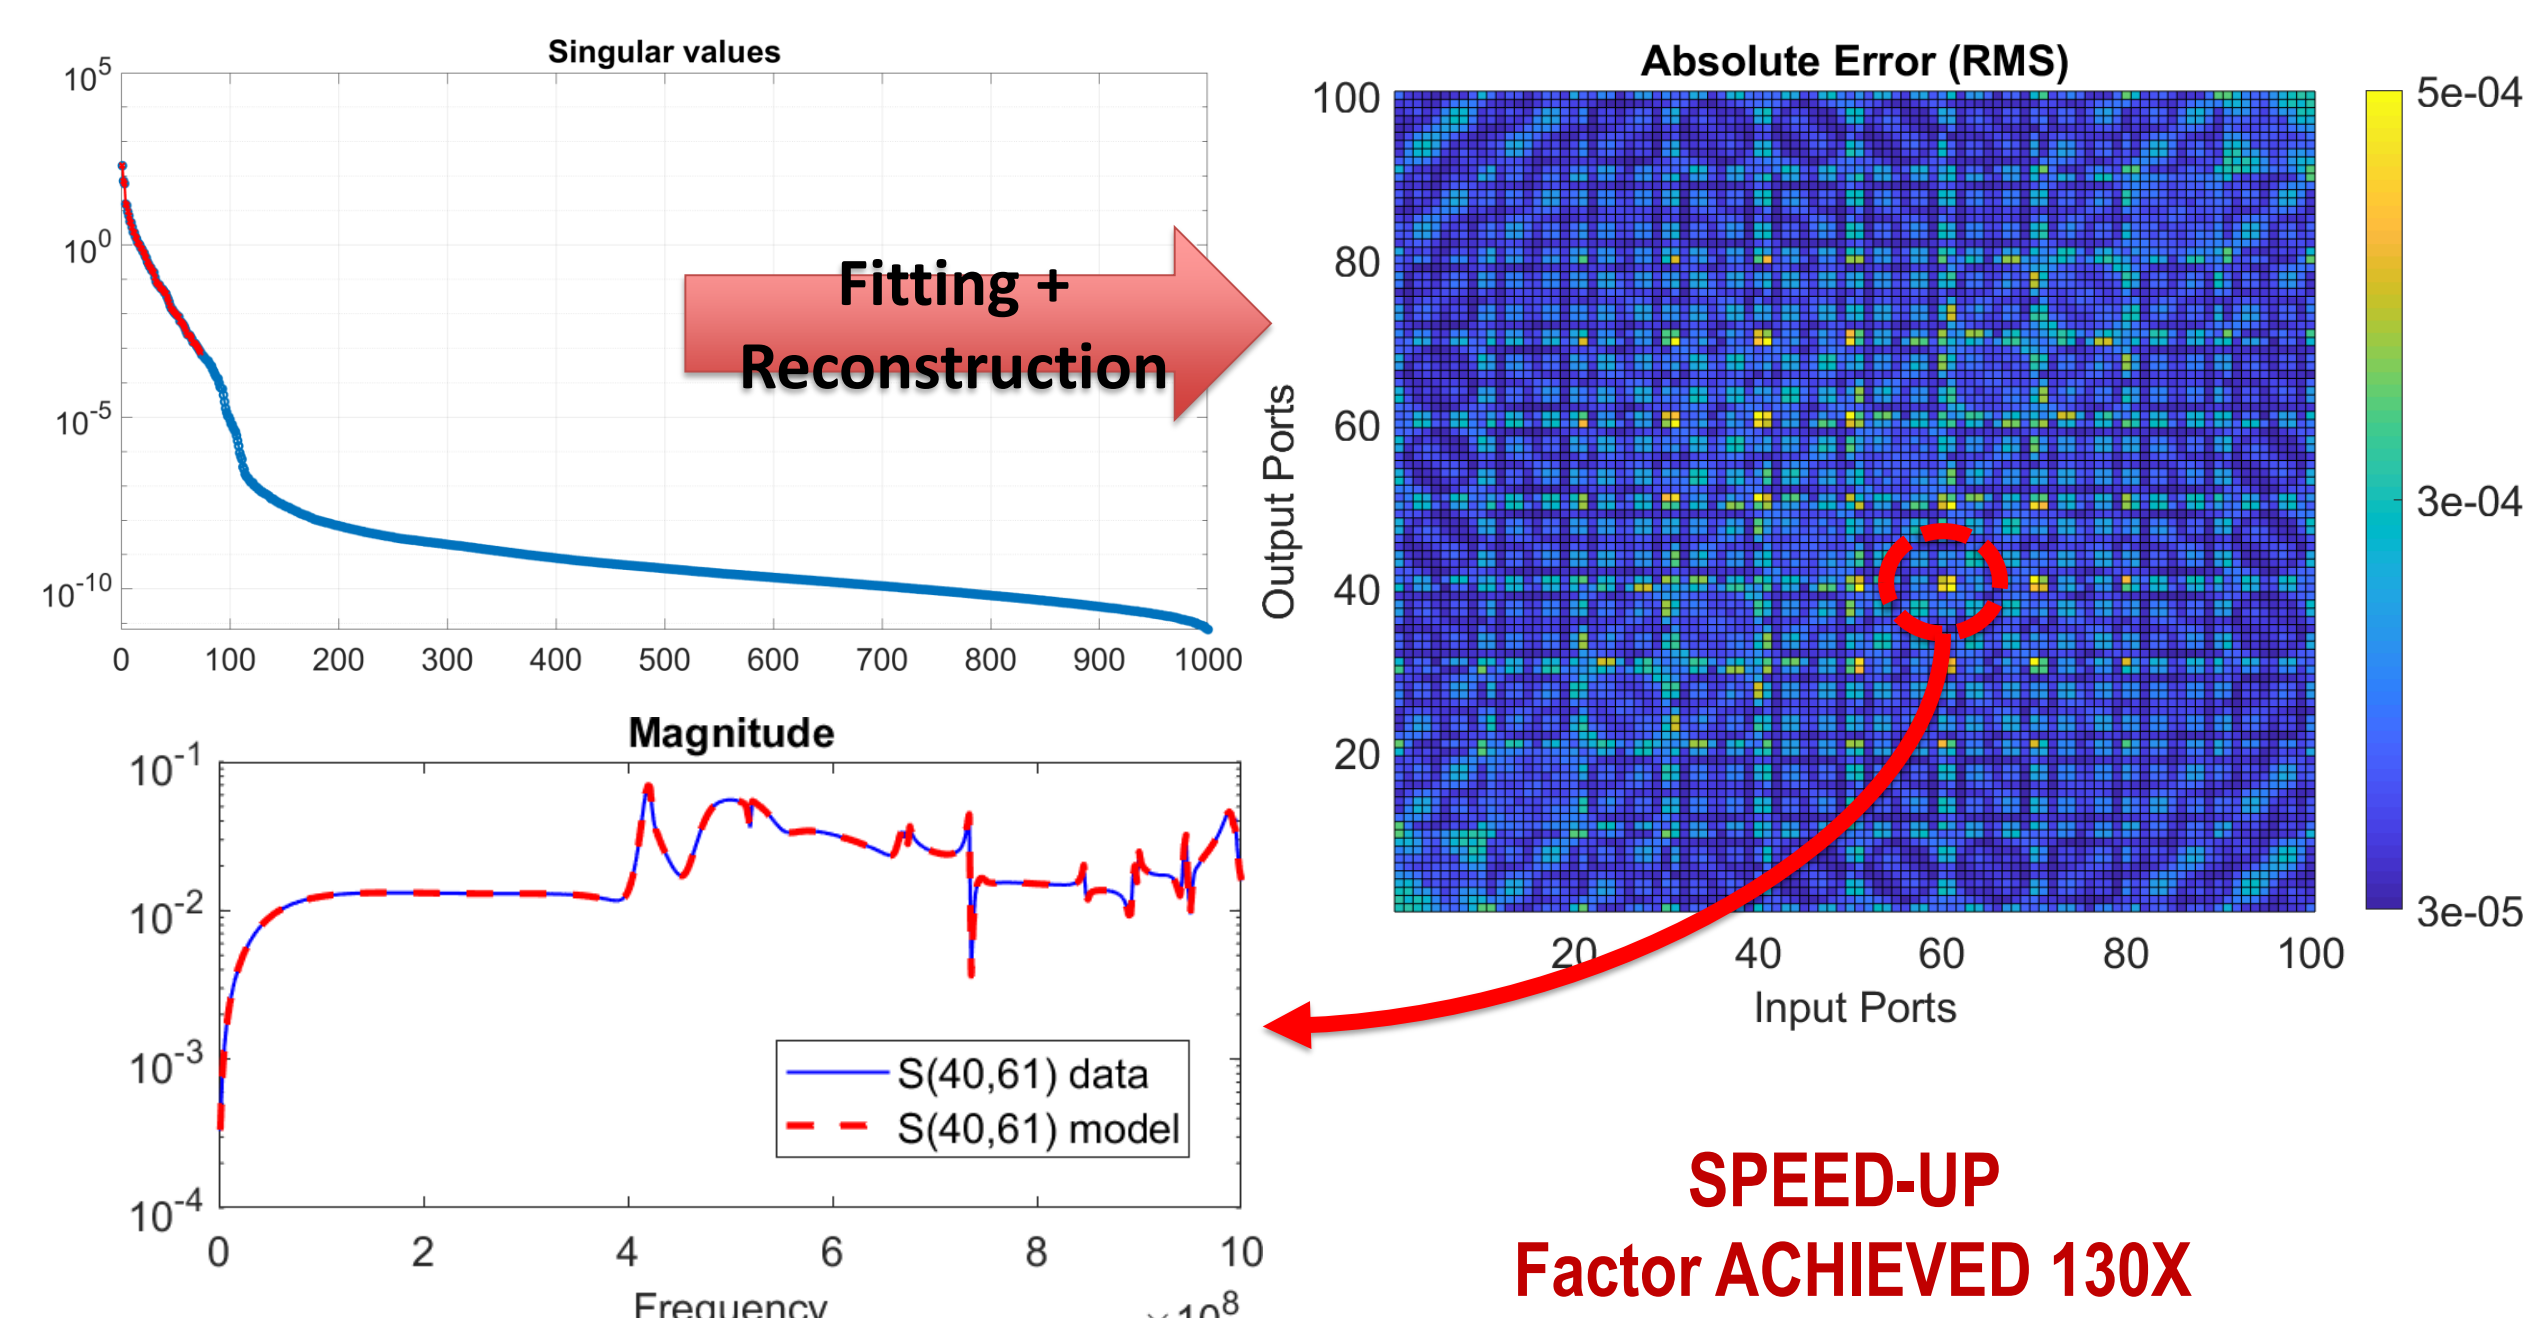 Singular values
10^5
10^0
10^-5
10^-10
0 100 200 300 400 500 600 700 800 900 1000
Fitting +
Reconstruction
Absolute Error (RMS)
100
80
60
40
20
Output Ports
20 40 60 80 100
Input Ports
5e-04
3e-04
3e-05
Magnitude
10^-1
10^-2
10^-3
10^-4
S(40,61) data
S(40,61) model
0 2 4 6 8 10
Frequency
×10^8
SPEED-UP
Factor ACHIEVED 130X